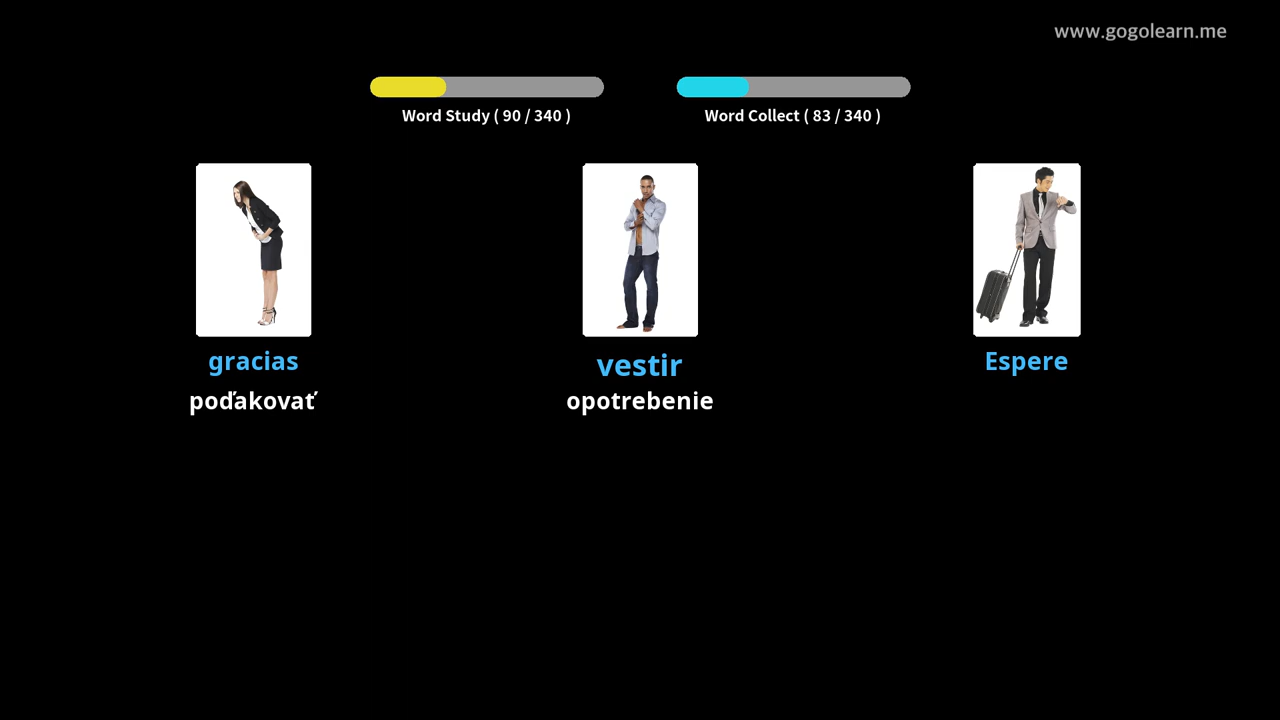 www.gogolearn.me
Word Study ( 90 / 340 )
Word Collect ( 83 / 340 )
gracias
vestir
Espere
poďakovať
opotrebenie